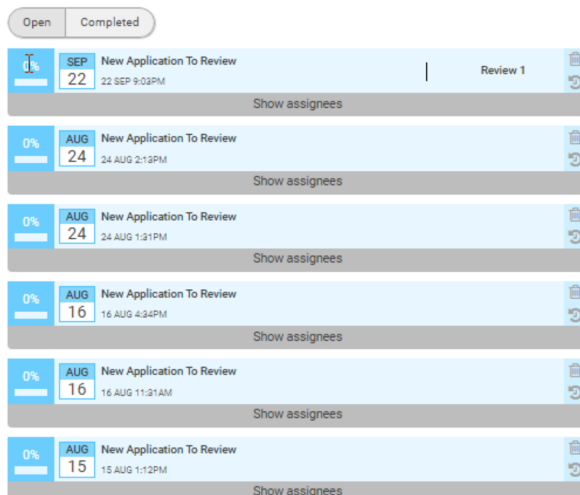 Open Completed
0% SEP 22 New Application To Review Review 1
22 SEP 9:03PM
Show assignees
0% AUG 24 New Application To Review
24 AUG 2:13PM
Show assignees
0% AUG 24 New Application To Review
24 AUG 1:31PM
Show assignees
0% AUG 16 New Application To Review
16 AUG 4:34PM
Show assignees
0% AUG 16 New Application To Review
16 AUG 11:31AM
Show assignees
0% AUG 15 New Application To Review
15 AUG 1:12PM
Show assignees